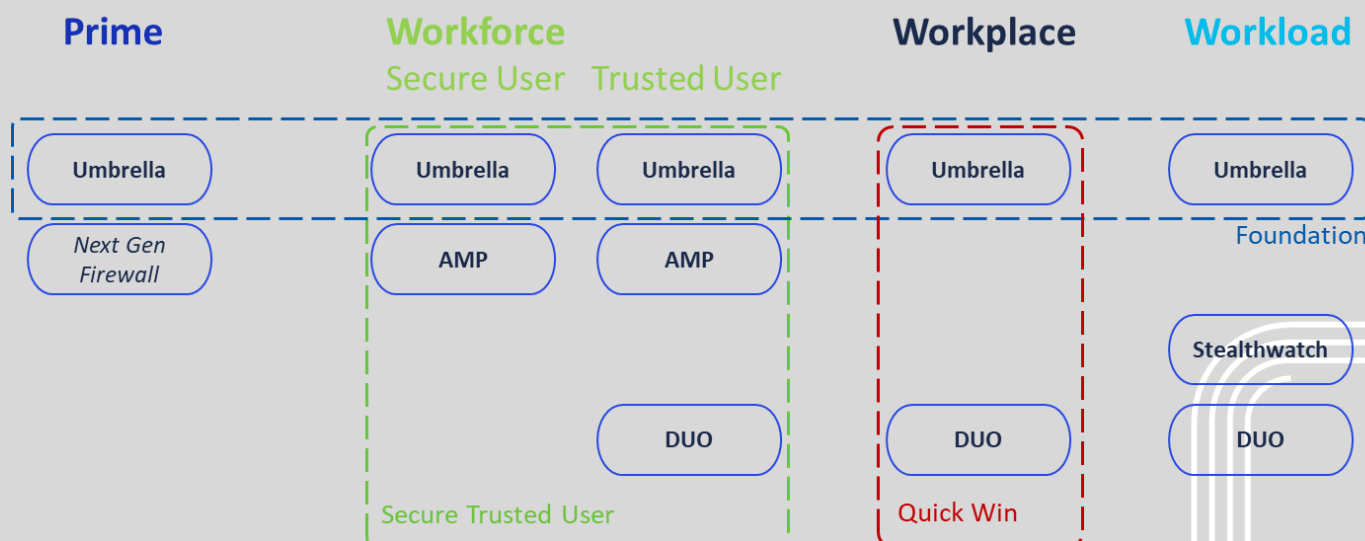 Prime
Workforce
Workplace
Workload
Secure User
Trusted User
Umbrella
Umbrella
Umbrella
Umbrella
Umbrella
Foundation
Next Gen
Firewall
AMP
AMP
Stealthwatch
DUO
DUO
DUO
Secure Trusted User
Quick Win